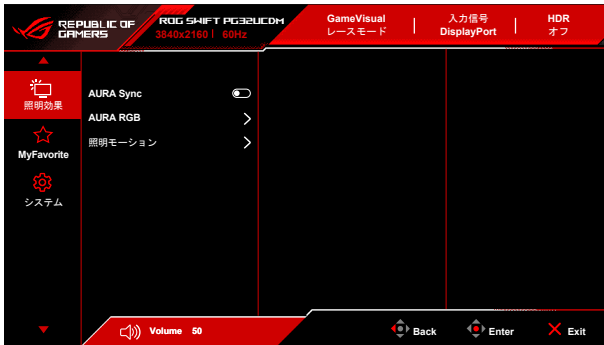 REPUBLIC OF
GAMERS
ROG SWIFT PG32UCDM
3840x2160 | 60Hz
GameVisual
レースモード
入力信号
DisplayPort
HDR
オフ
照明効果
MyFavorite
システム
AURA Sync
AURA RGB
照明モーション
Volume 50
Back
Enter
Exit